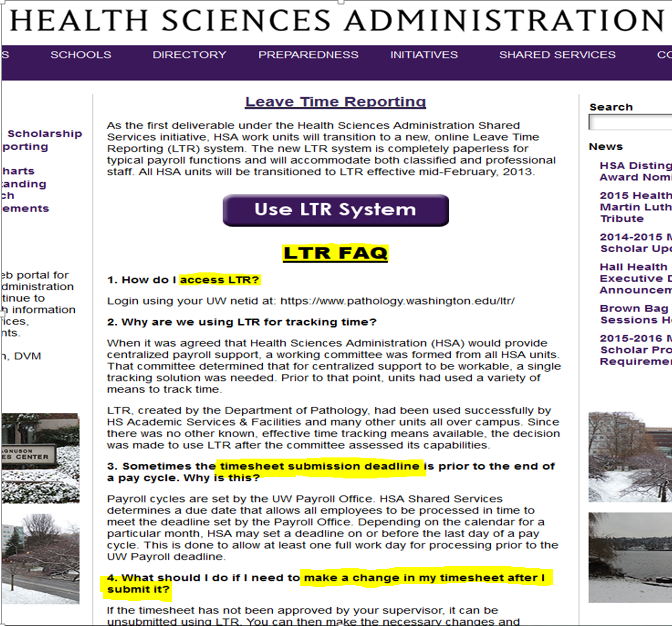 HEALTH SCIENCES ADMINISTRATION
S SCHOOLS DIRECTORY PREPAREDNESS INITIATIVES SHARED SERVICES CO
Scholarship
porting
harts
anding
ch
ements
eb portal for
dministration
tinue to
h information
ices,
nts.
n, DVM
GNUSON
ES CENTER
Leave Time Reporting
As the first deliverable under the Health Sciences Administration Shared
Services initiative, HSA work units will transition to a new, online Leave Time
Reporting (LTR) system. The new LTR system is completely paperless for
typical payroll functions and will accommodate both classified and professional
staff. All HSA units will be transitioned to LTR effective mid-February, 2013.
Use LTR System
LTR FAQ
1. How do I access LTR?
Login using your UW netid at: https://www.pathology.washington.edu/ltr/
2. Why are we using LTR for tracking time?
When it was agreed that Health Sciences Administration (HSA) would provide
centralized payroll support, a working committee was formed from all HSA units.
That committee determined that for centralized support to be workable, a single
tracking solution was needed. Prior to that point, units had used a variety of
means to track time.
LTR, created by the Department of Pathology, had been used successfully by
HS Academic Services & Facilities and many other units all over campus. Since
there was no other known, effective time tracking means available, the decision
was made to use LTR after the committee assessed its capabilities.
3. Sometimes the timesheet submission deadline is prior to the end of
a pay cycle. Why is this?
Payroll cycles are set by the UW Payroll Office. HSA Shared Services
determines a due date that allows all employees to be processed in time to
meet the deadline set by the Payroll Office. Depending on the calendar for a
particular month, HSA may set a deadline on or before the last day of a pay
cycle. This is done to allow at least one full work day for processing prior to the
UW Payroll deadline.
4. What should I do if I need to make a change in my timesheet after I
submit it?
If the timesheet has not been approved by your supervisor, it can be
unsubmitted using LTR. You can then make the necessary changes and
Search
News
HSA Disting
Award Nomi
2015 Health
Martin Luth
Tribute
2014-2015 M
Scholar Upd
Hall Health
Executive D
Announcem
Brown Bag
Sessions He
2015-2016 M
Scholar Pro
Requiremen